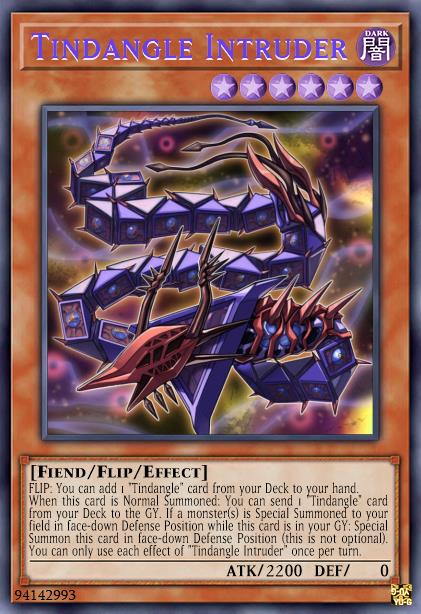 TINDANGLE INTRUDER
DARK
闇
[FIEND/FLIP/EFFECT]
FLIP: You can add 1 "Tindangle" card from your Deck to your hand.
When this card is Normal Summoned: You can send 1 "Tindangle" card
from your Deck to the GY. If a monster(s) is Special Summoned to your
field in face-down Defense Position while this card is in your GY: Special
Summon this card in face-down Defense Position (this is not optional).
You can only use each effect of "Tindangle Intruder" once per turn.
ATK/2200 DEF/ 0
94142993